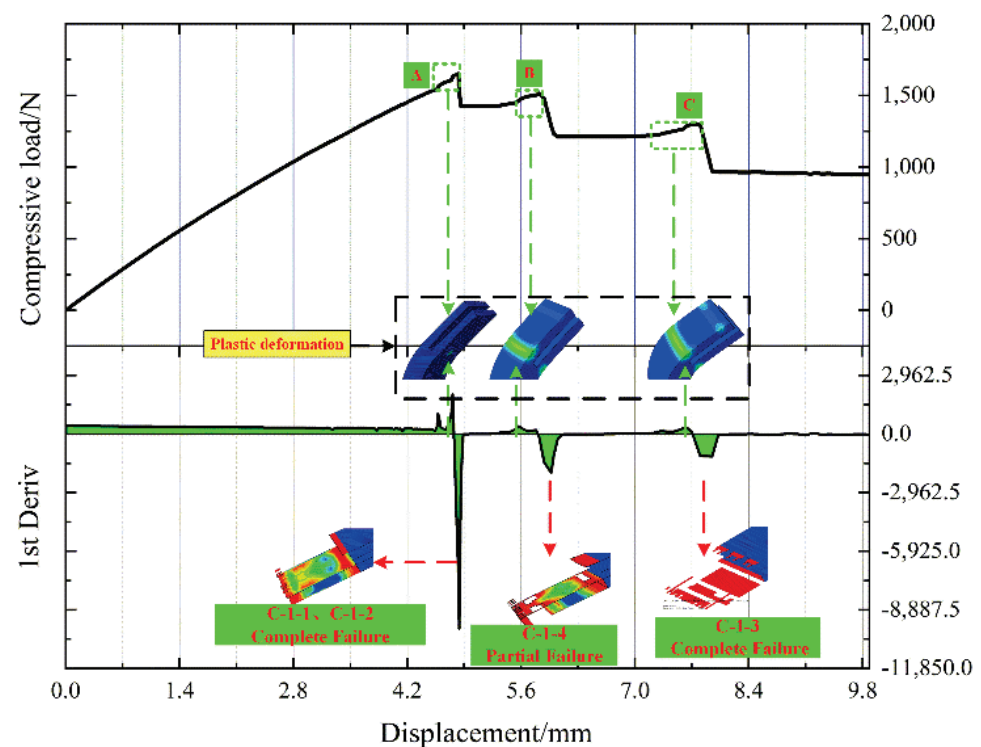 2,000
A
B
C
1,500
1,000
500
0
Compressive load/N
Plastic deformation
2,962.5
0.0
-2,962.5
-5,925.0
-8,887.5
-11,850.0
1st Deriv
C-1-1、C-1-2
Complete Failure
C-1-4
Partial Failure
C-1-3
Complete Failure
0.0 1.4 2.8 4.2 5.6 7.0 8.4 9.8
Displacement/mm